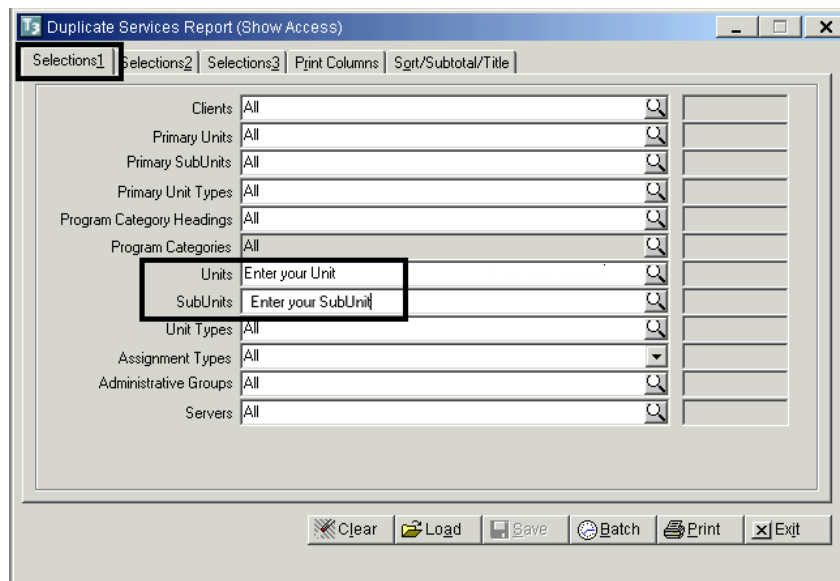 T3 Duplicate Services Report (Show Access)
Selections1 Selections2 Selections3 Print Columns Sort/Subtotal/Title
Clients All
Primary Units All
Primary SubUnits All
Primary Unit Types All
Program Category Headings All
Program Categories All
Units Enter your Unit
SubUnits Enter your SubUnit
Unit Types All
Assignment Types All
Administrative Groups All
Servers All
Clear Load Save Batch Print Exit